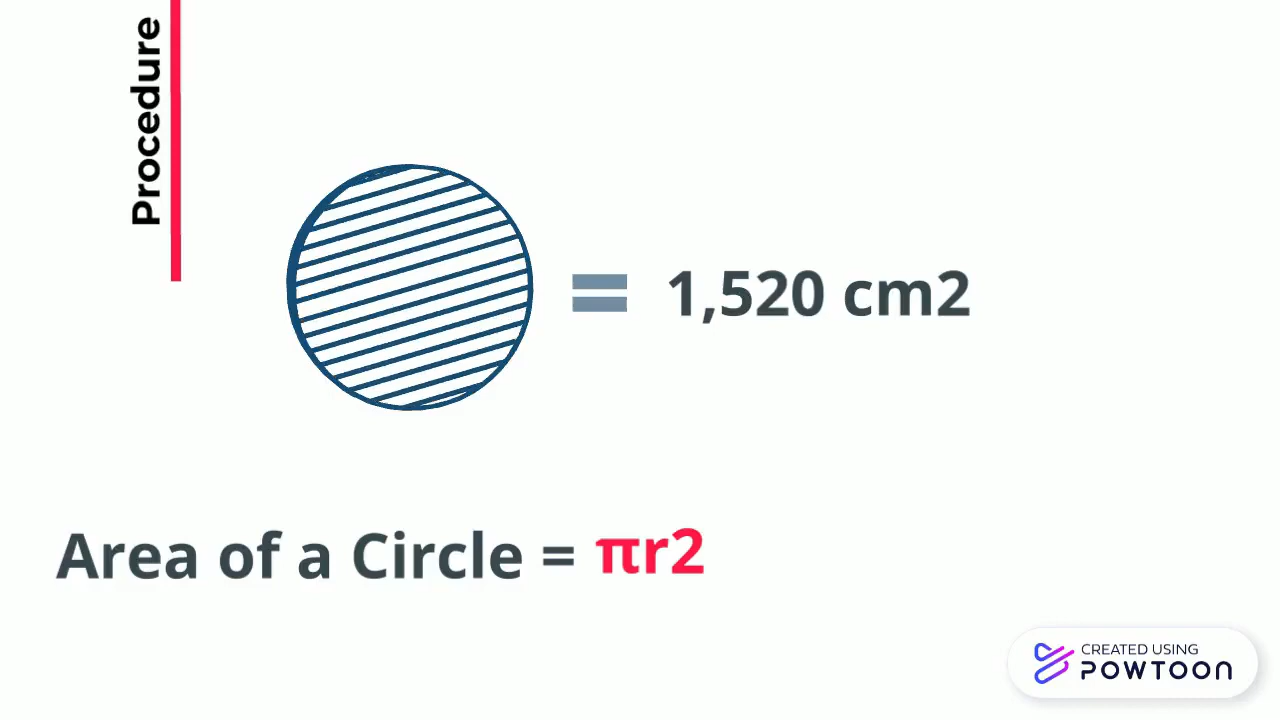 Procedure
= 1,520 cm2
Area of a Circle = πr2
CREATED USING
POWTOON